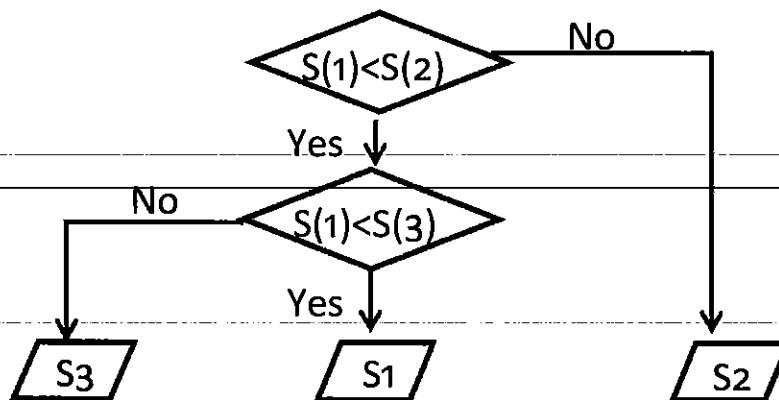 S(1)<S(2)
No
Yes
No
S(1)<S(3)
Yes
S3
S1
S2